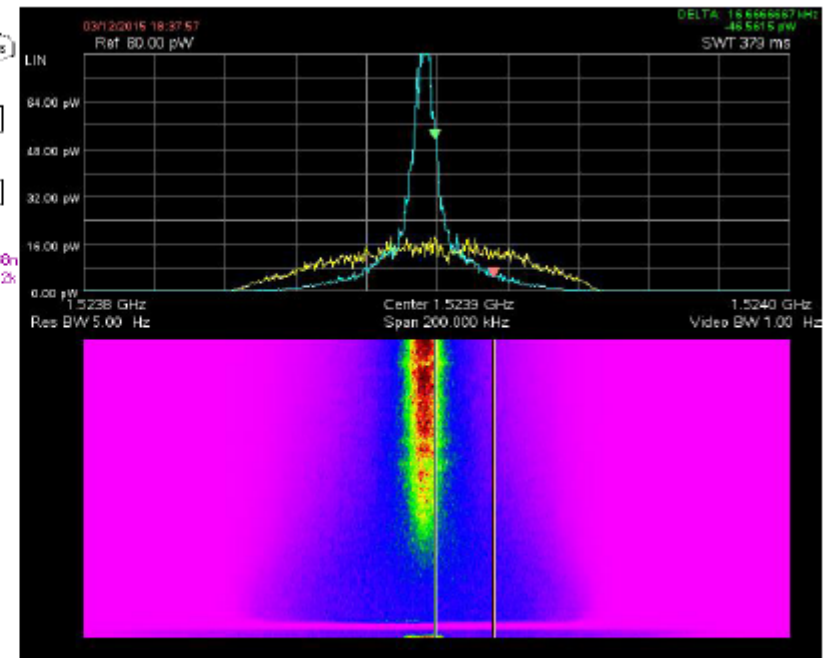 DELTA 16.6666667 kHz
-46.5615 pW
03/12/2015 18:37:57
Ref 80.00 pW
SWT 379 ms
LIN
64.00 pW
48.00 pW
32.00 pW
16.00 pW
0.00 pW
1.5238 GHz
Center 1.5239 GHz
1.5240 GHz
Res BW 5.00 Hz
Span 200.000 kHz
Video BW 1.00 Hz